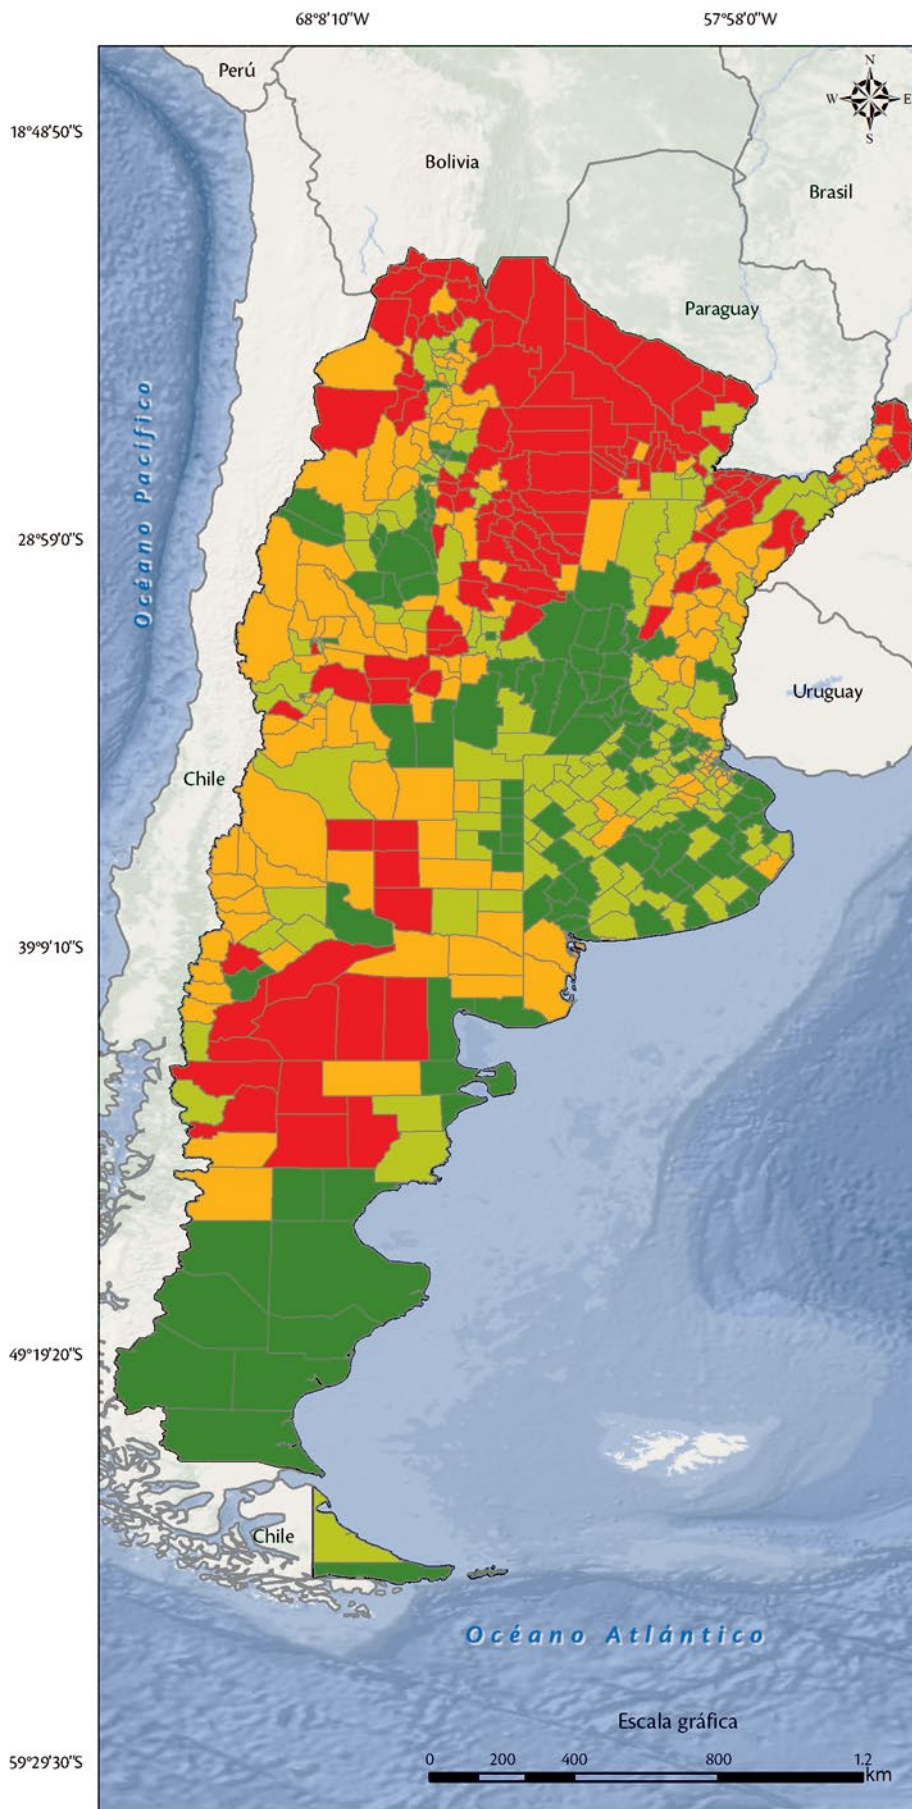 68°8'10"W 57°58'0"W
Perú
N
W E
S
18°48'50"S
Bolivia
Brasil
Paraguay
Océano Pacífico
28°59'0"S
Uruguay
Chile
39°9'10"S
49°19'20"S
Chile
Océano Atlántico
Escala gráfica
59°29'30"S
0 200 400 800 1.2
km